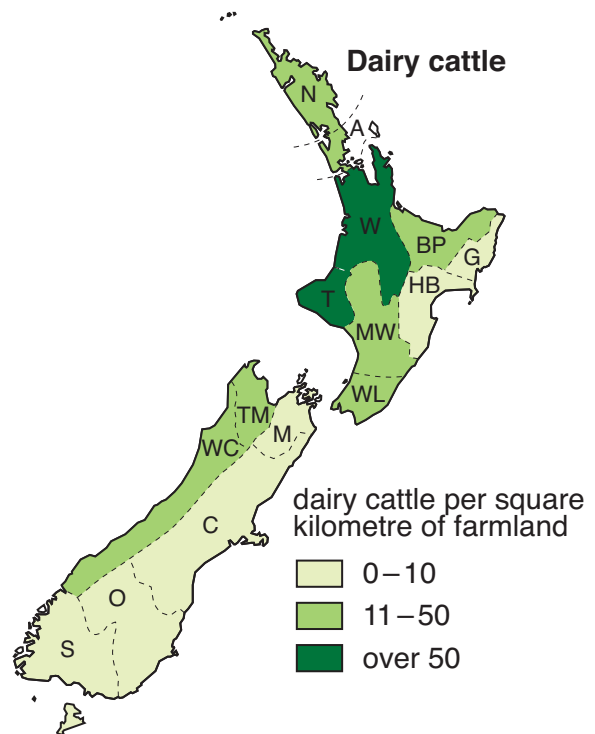 Dairy cattle
N
A
W
BP
G
HB
T
MW
WL
TM
M
WC
C
O
S
dairy cattle per square
kilometre of farmland
0–10
11–50
over 50